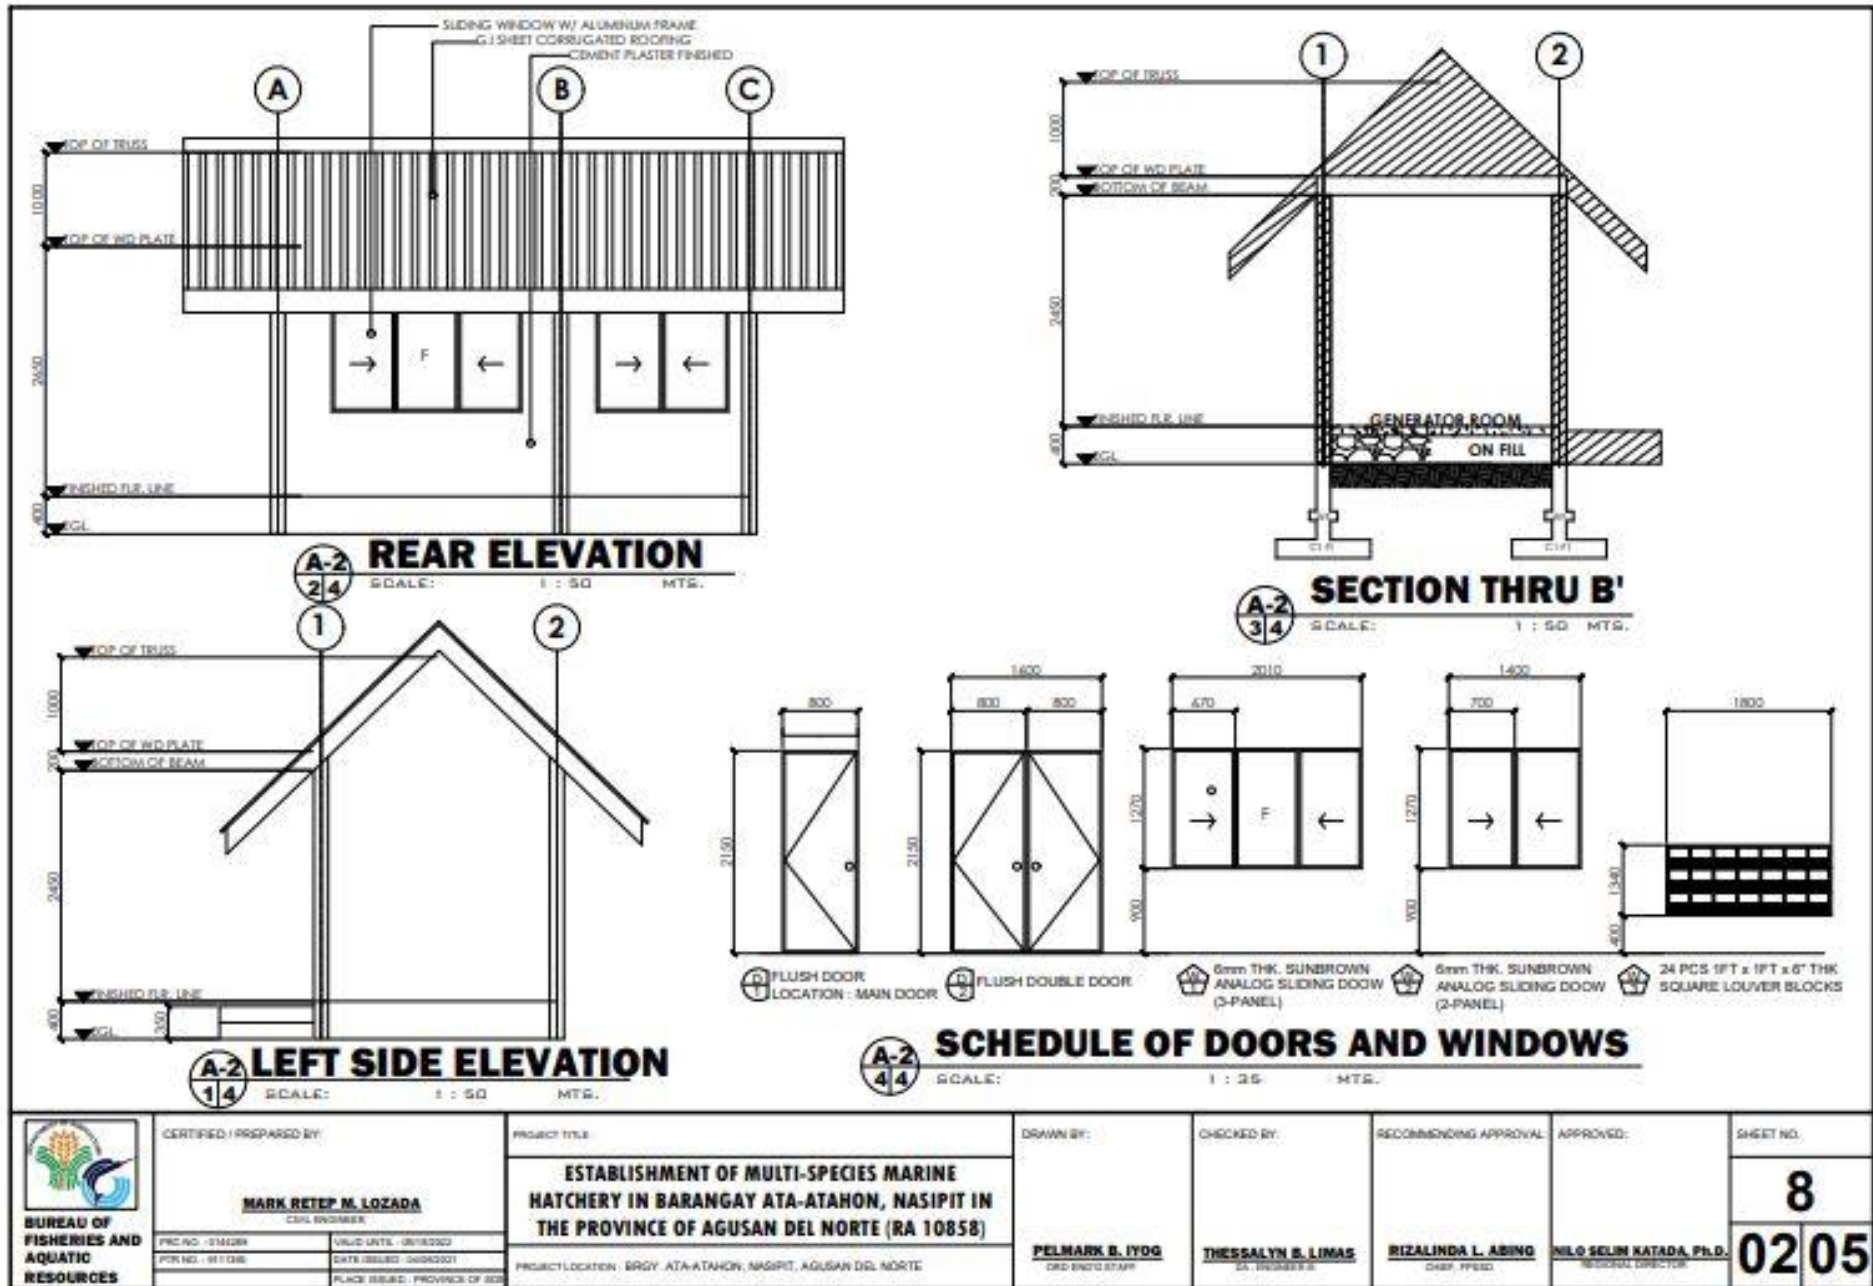 SLIDING WINDOW W/ ALUMINUM FRAME
G.I SHEET CORRUGATED ROOFING
CEMENT PLASTER FINISHED
A
B
C
TOP OF TRUSS
1000
TOP OF WD PLATE
2650
FINISHED FLR. LINE
400
F
A-2
2 4
REAR ELEVATION
SCALE: 1 : 50 MTS.
1
2
TOP OF TRUSS
1000
TOP OF WD PLATE
200
BOTTOM OF BEAM
2450
FINISHED FLR. LINE
400
GENERATOR ROOM
ON FILL
A-2
3 4
SECTION THRU B'
SCALE: 1 : 50 MTS.
1
2
TOP OF TRUSS
1000
TOP OF WD PLATE
200
BOTTOM OF BEAM
2450
FINISHED FLR. LINE
400
350
A-2
1 4
LEFT SIDE ELEVATION
SCALE: 1 : 50 MTS.
800
2150
D
1
FLUSH DOOR
LOCATION : MAIN DOOR
1600
800
800
2150
D
2
FLUSH DOUBLE DOOR
2010
670
1270
900
F
W
1
6mm THK. SUNBROWN
ANALOG SLIDING DOOW
(3-PANEL)
1400
700
1270
900
W
2
6mm THK. SUNBROWN
ANALOG SLIDING DOOW
(2-PANEL)
1800
1340
400
24 PCS 1FT x 1FT x 6" THK
SQUARE LOUVER BLOCKS
A-2
4 4
SCHEDULE OF DOORS AND WINDOWS
SCALE: 1 : 35 MTS.
BUREAU OF
FISHERIES AND
AQUATIC
RESOURCES
CERTIFIED / PREPARED BY:
MARK RETEP M. LOZADA
CIVIL ENGINEER
PROJECT TITLE:
ESTABLISHMENT OF MULTI-SPECIES MARINE
HATCHERY IN BARANGAY ATA-ATAHON, NASIPIT IN
THE PROVINCE OF AGUSAN DEL NORTE (RA 10858)
PROJECT LOCATION : BRGY. ATA-ATAHON, NASIPIT, AGUSAN DEL NORTE
DRAWN BY:
PELMARK B. IYOG
CHECKED BY:
THESSALYN B. LIMAS
RECOMMENDING APPROVAL
RIZALINDA L. ABING
APPROVED:
NILO SELIM KATADA, Ph.D.
REGIONAL DIRECTOR
SHEET NO.
8
02 05